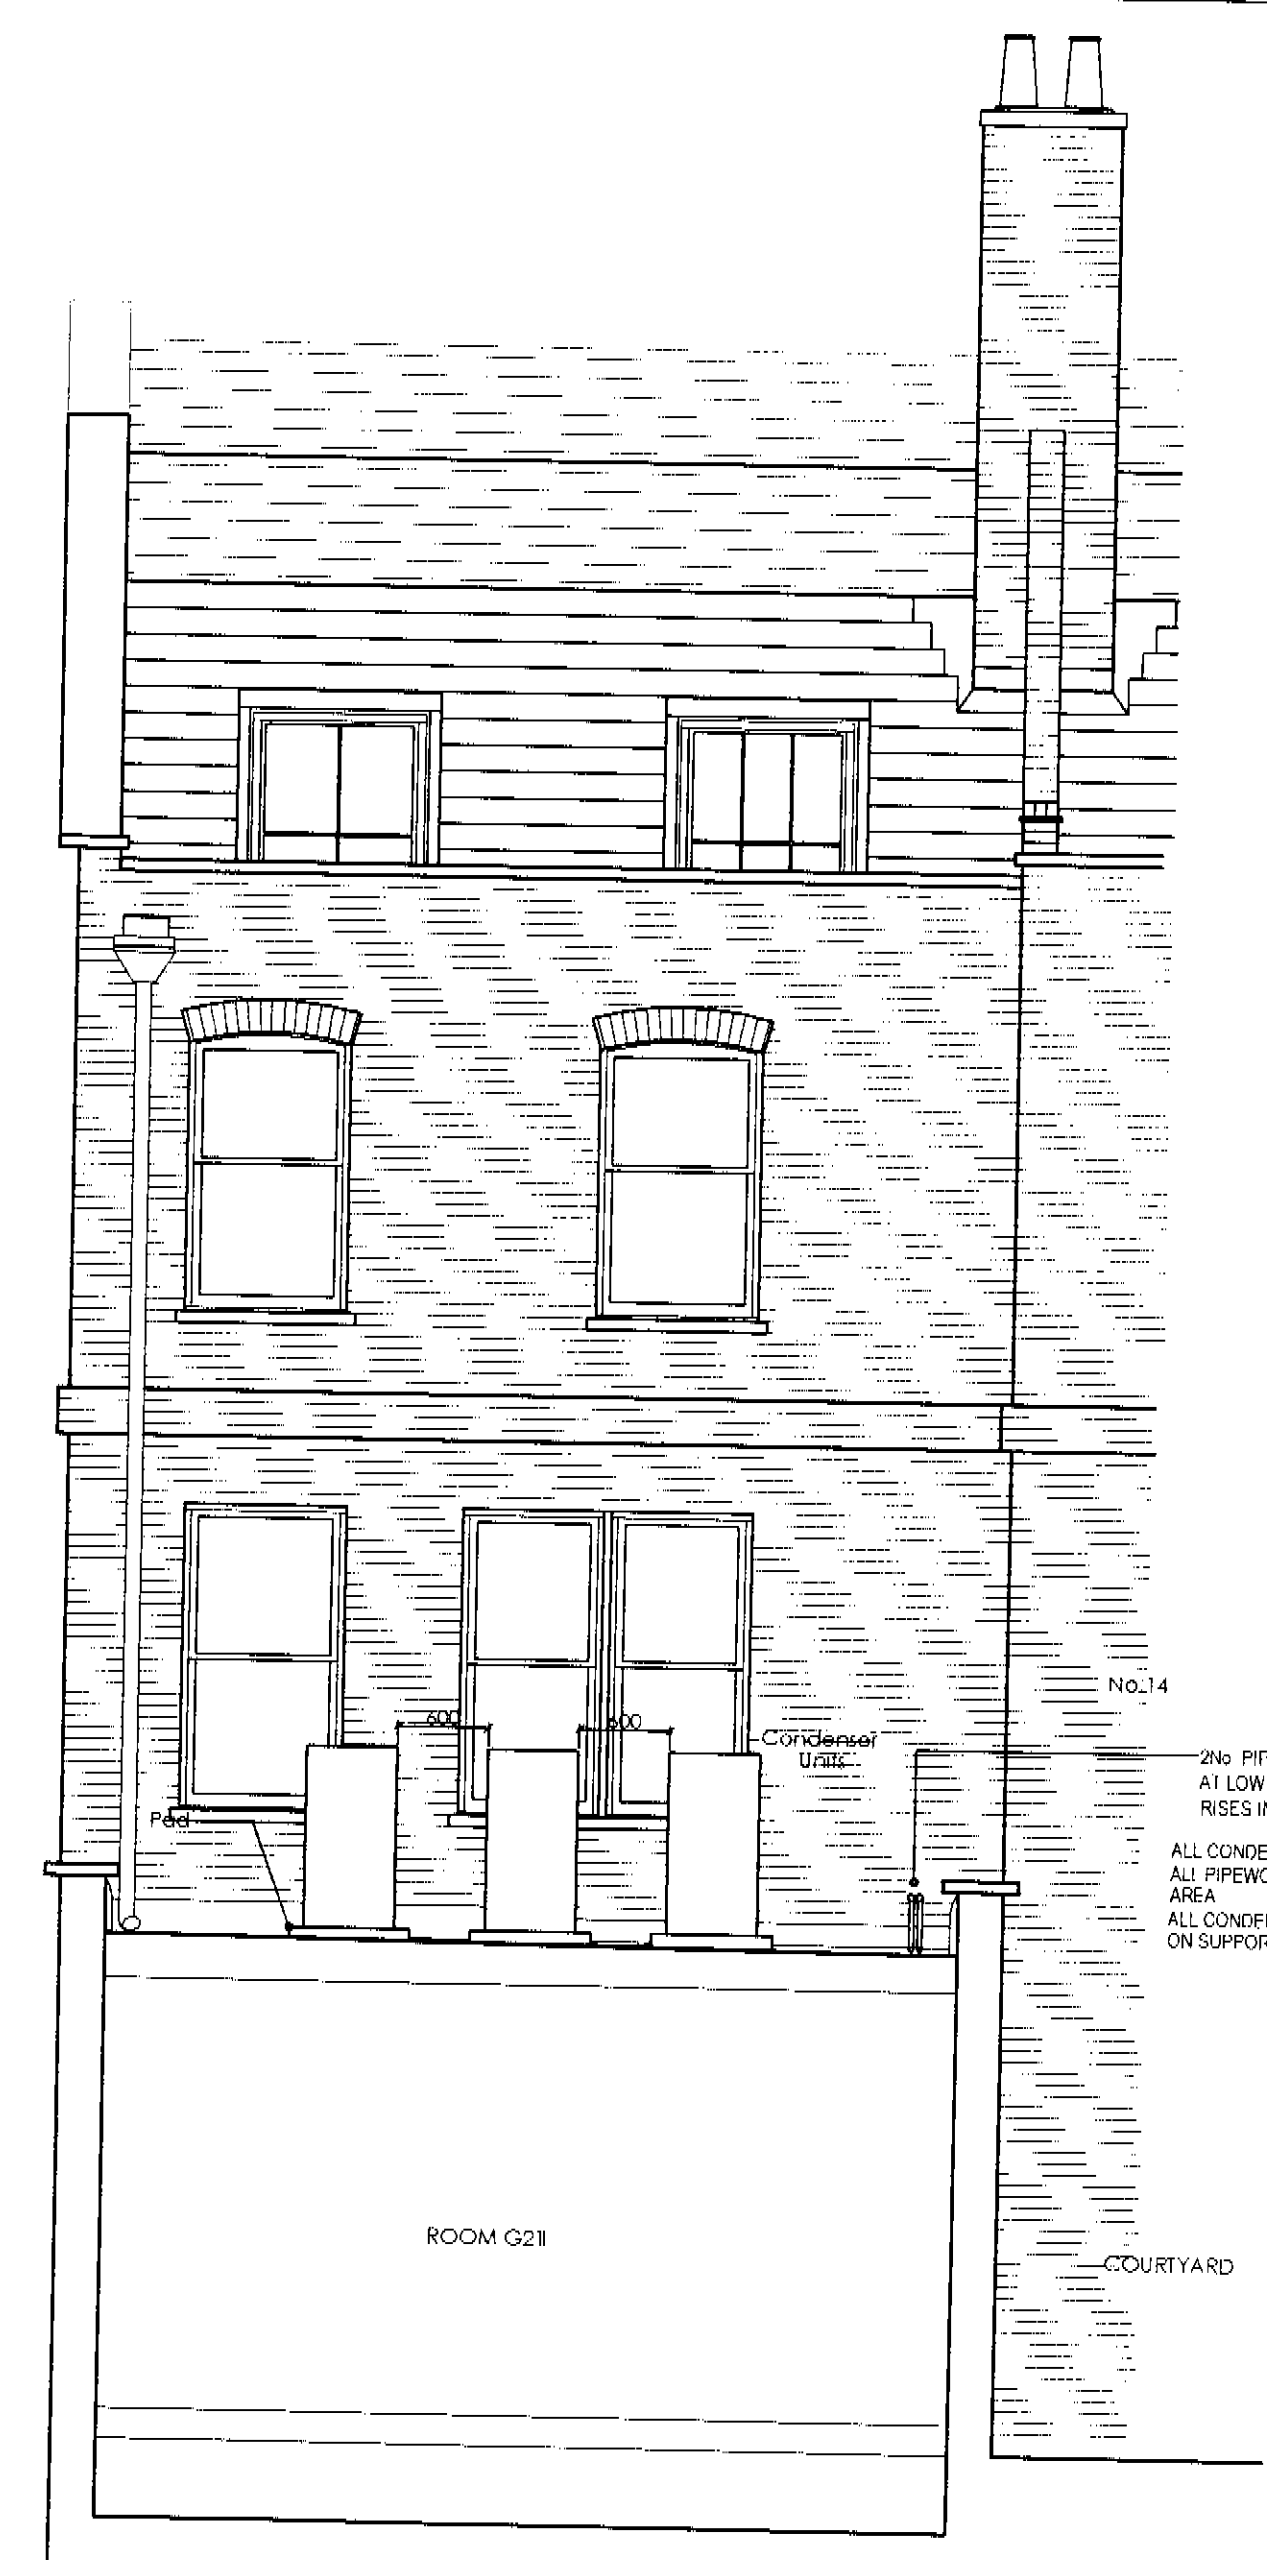 No.14
600
600
Condensor
Units
2No PIP
AT LOW
RISES IN
Pad
ALL CONDE
ALL PIPEWO
AREA
ALL CONDE
ON SUPPOR
ROOM G211
COURTYARD